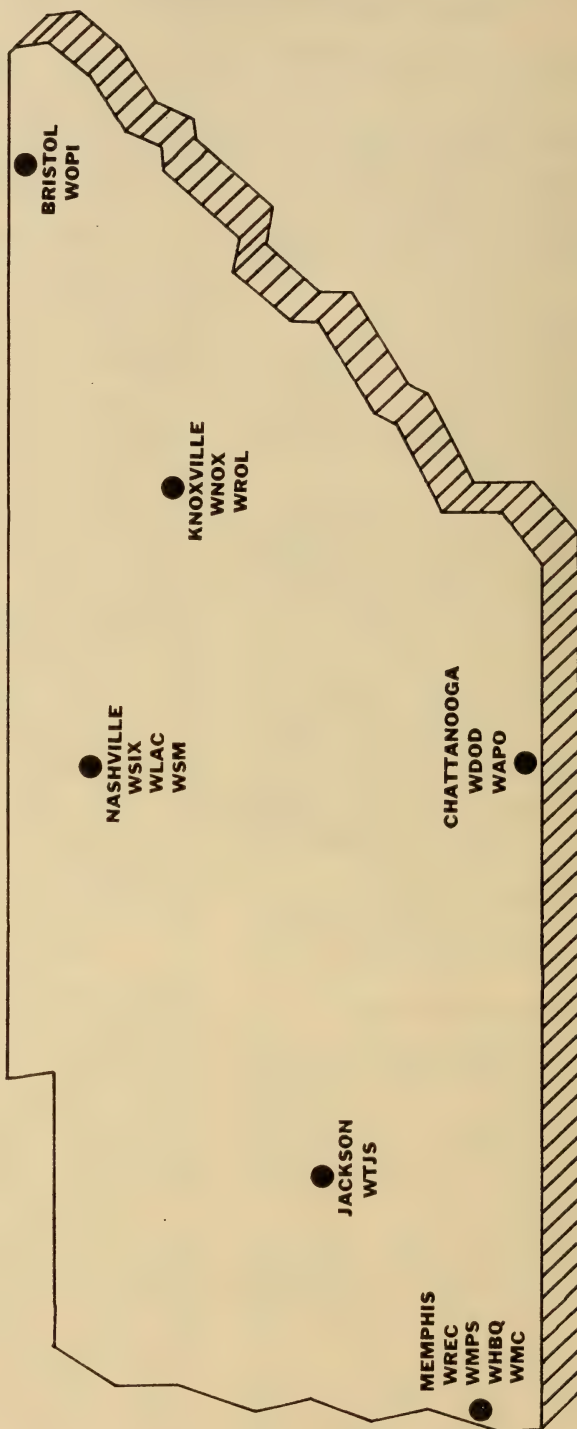 BRISTOL
WOPI
KNOXVILLE
WNOX
WROL
NASHVILLE
WSIX
WLAC
WSM
CHATTANOOGA
WDOD
WAPO
JACKSON
WTJS
MEMPHIS
WREC
WMPS
WHBQ
WMC